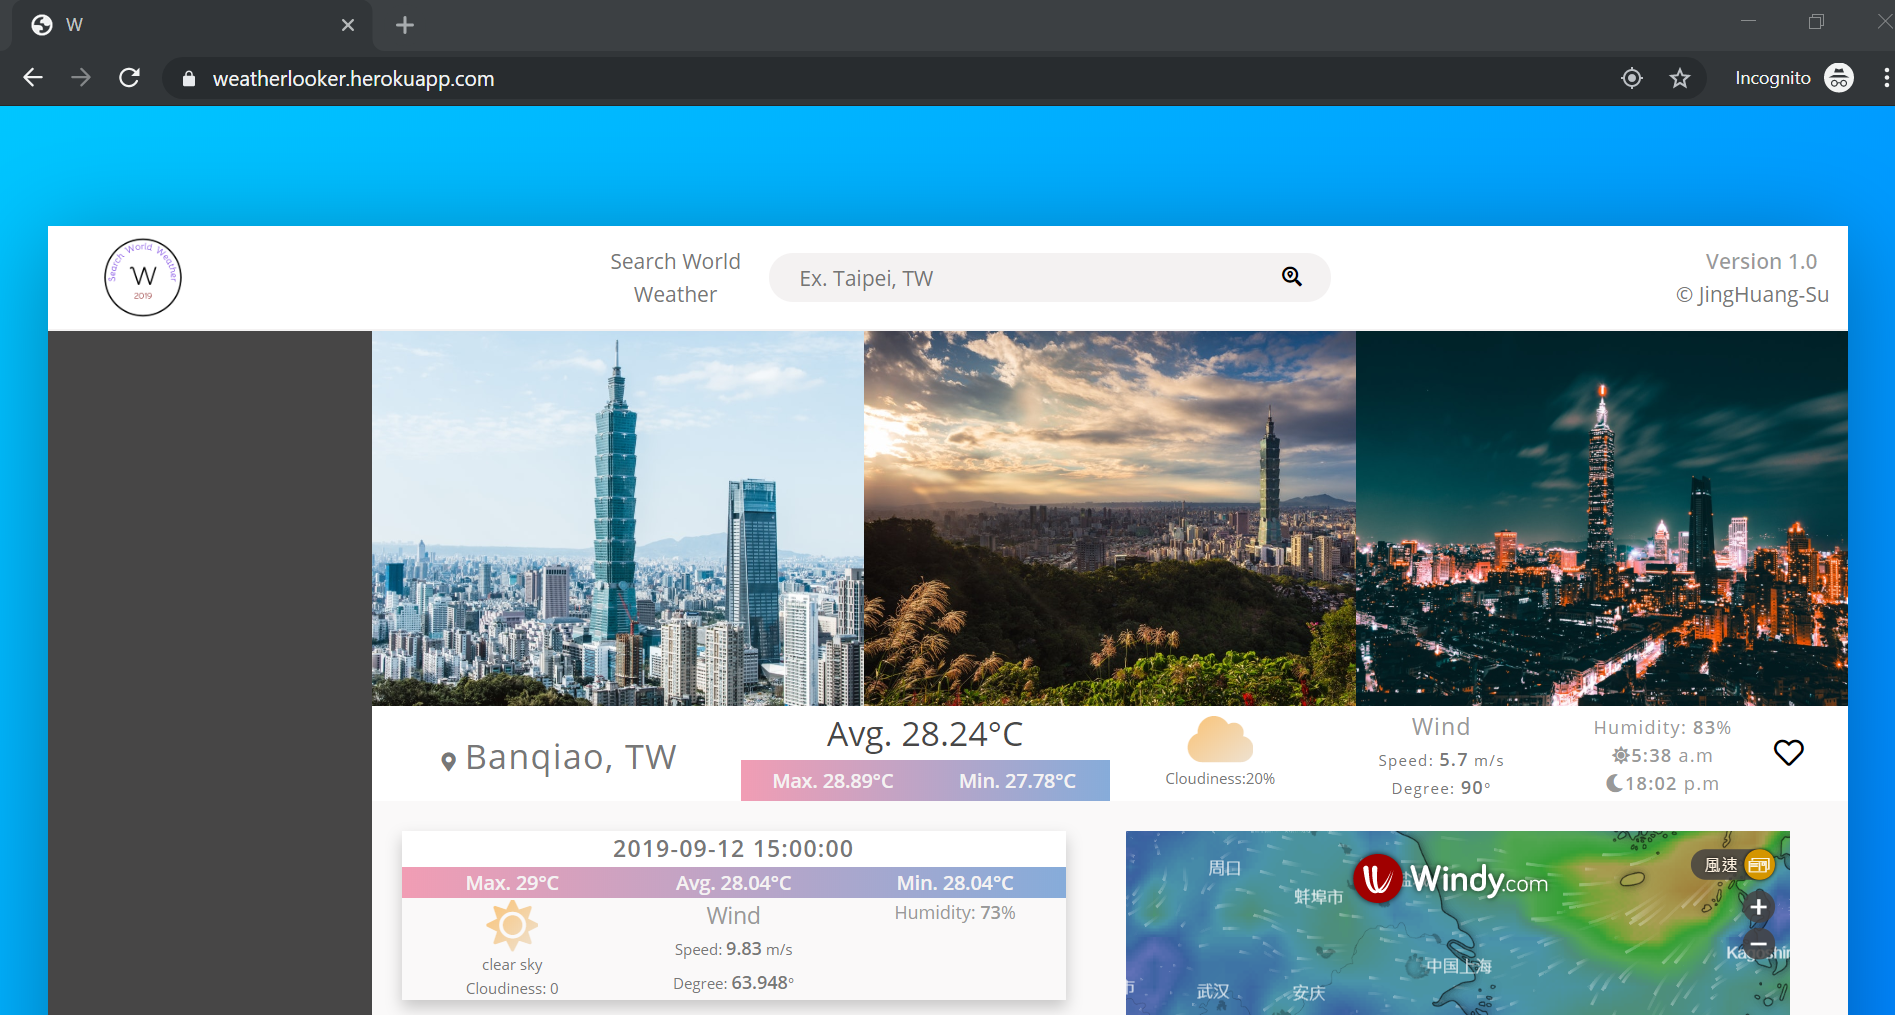 W
weatherlooker.herokuapp.com
Incognito
Search World Weather
W
2019
Search World
Weather
Ex. Taipei, TW
Version 1.0
© JingHuang-Su
Banqiao, TW
Avg. 28.24°C
Max. 28.89°C Min. 27.78°C
Cloudiness:20%
Wind
Speed: 5.7 m/s
Degree: 90°
Humidity: 83%
5:38 a.m
18:02 p.m
2019-09-12 15:00:00
Max. 29°C Avg. 28.04°C Min. 28.04°C
clear sky
Cloudiness: 0
Wind
Speed: 9.83 m/s
Degree: 63.948°
Humidity: 73%
周口
蚌埠市
Windy.com
風速
+
−
中国上海
市
武汉
安庆